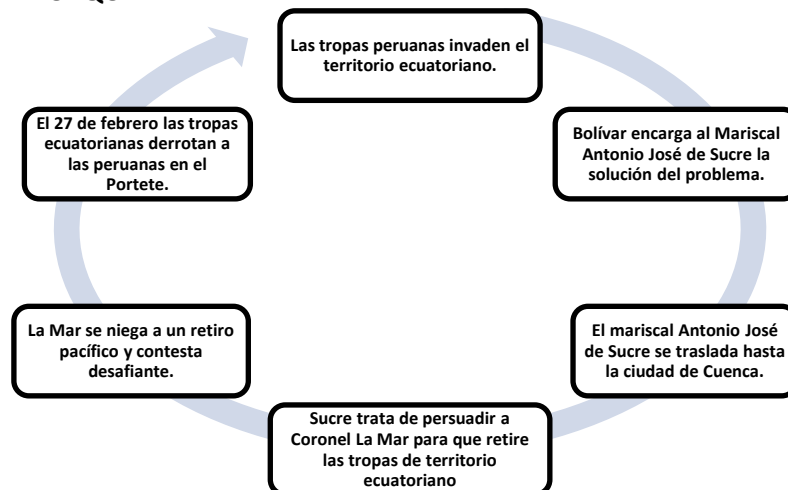 Las tropas peruanas invaden el
territorio ecuatoriano.
Bolívar encarga al Mariscal
Antonio José de Sucre la
solución del problema.
El mariscal Antonio José
de Sucre se traslada hasta
la ciudad de Cuenca.
Sucre trata de persuadir a
Coronel La Mar para que retire
las tropas de territorio
ecuatoriano
La Mar se niega a un retiro
pacífico y contesta
desafiante.
El 27 de febrero las tropas
ecuatorianas derrotan a
las peruanas en el
Portete.